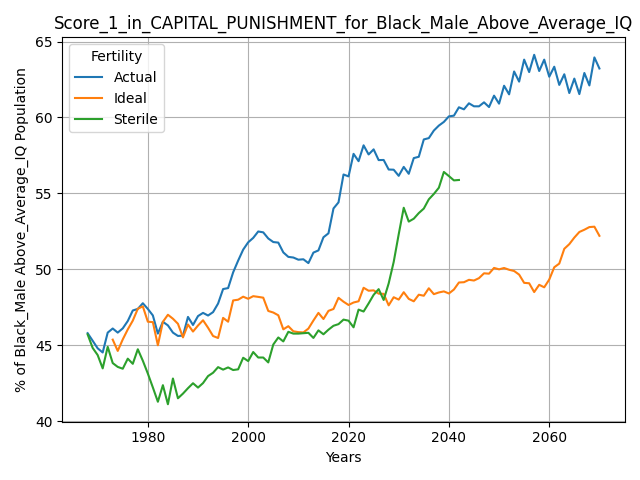 Score_1_in_CAPITAL_PUNISHMENT_for_Black_Male_Above_Average_IQ
% of Black_Male Above_Average_IQ Population
65
60
55
50
45
40
Fertility
Actual
Ideal
Sterile
1980
2000
2020
2040
2060
Years